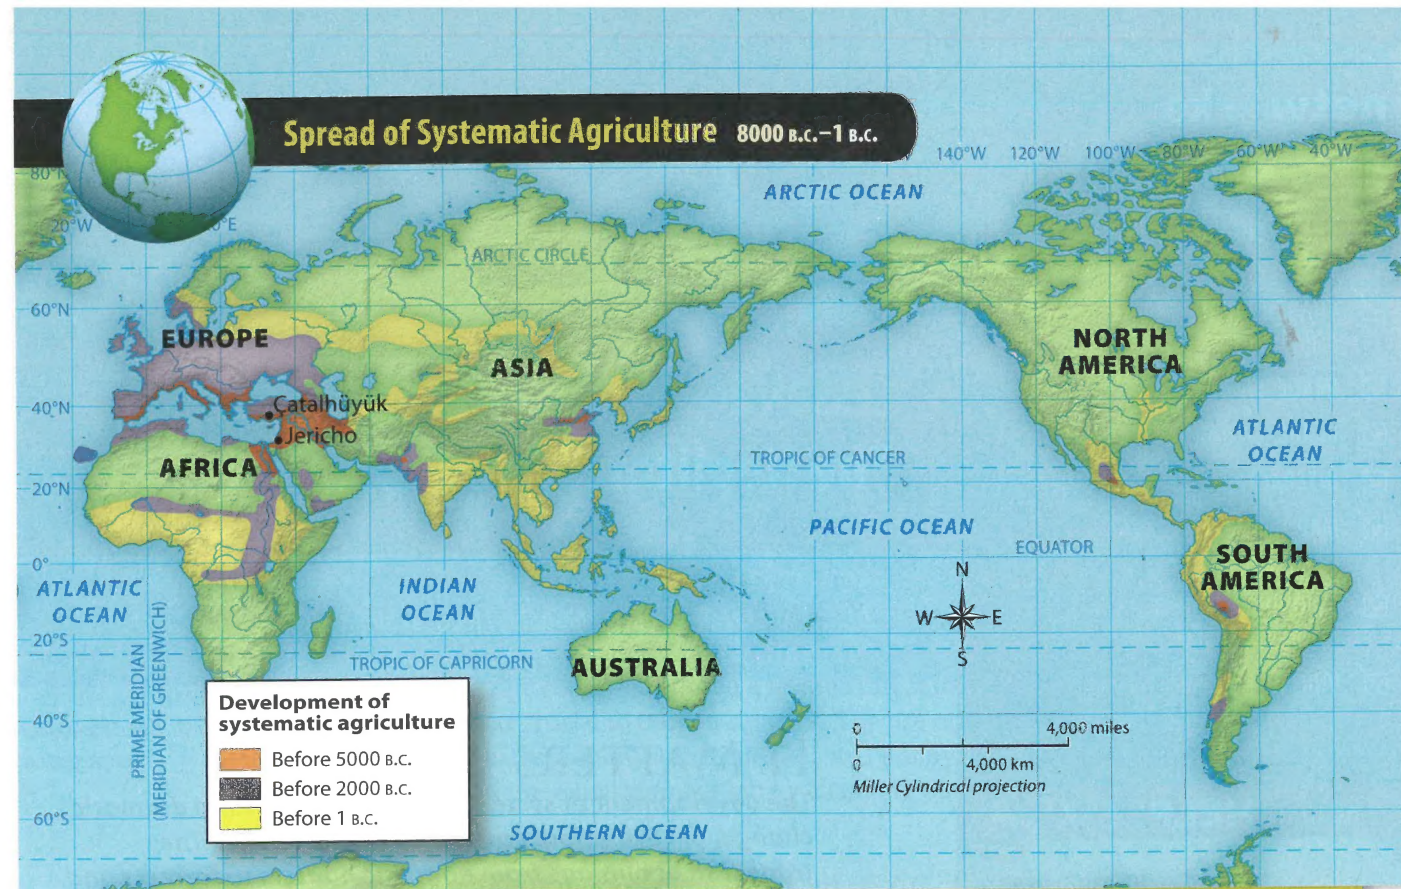 Spread of Systematic Agriculture 8000 B.C.–1 B.C.
140°W 120°W 100°W 80°W 60°W 40°W
80°N
ARCTIC OCEAN
20°W
0°E
ARCTIC CIRCLE
60°N
EUROPE
ASIA
NORTH
AMERICA
40°N
Çatalhüyük
Jericho
ATLANTIC
OCEAN
AFRICA
TROPIC OF CANCER
20°N
PACIFIC OCEAN
EQUATOR
0°
SOUTH
AMERICA
ATLANTIC
OCEAN
INDIAN
OCEAN
N
W E
S
20°S
TROPIC OF CAPRICORN
AUSTRALIA
PRIME MERIDIAN
(MERIDIAN OF GREENWICH)
40°S
Development of
systematic agriculture
Before 5000 B.C.
Before 2000 B.C.
Before 1 B.C.
0 4,000 miles
0 4,000 km
Miller Cylindrical projection
60°S
SOUTHERN OCEAN